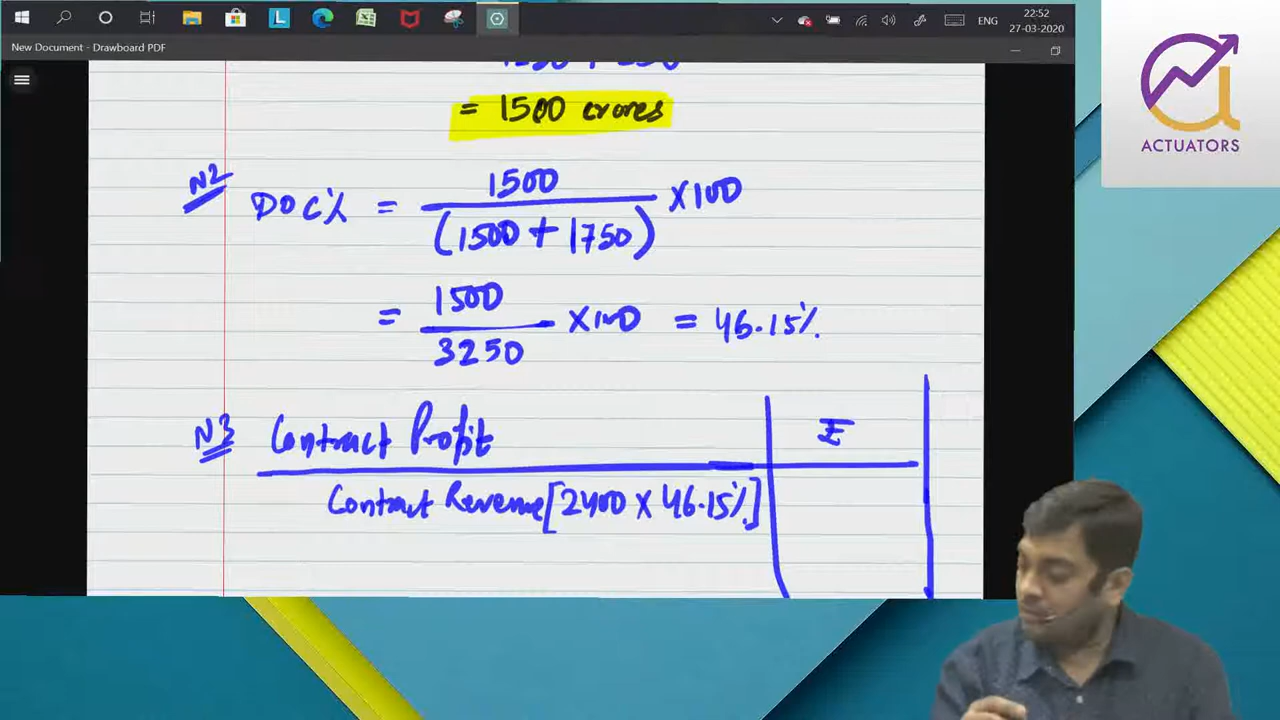 22:52
ENG
27-03-2020
New Document - Drawboard PDF
= 1500 crores
N2 DOC% = 1500 / (1500 + 1750) × 100
= 1500 / 3250 × 100 = 46.15%
N3 Contract Profit ₹
Contract Revenue [2400 × 46.15%]
ACTUATORS